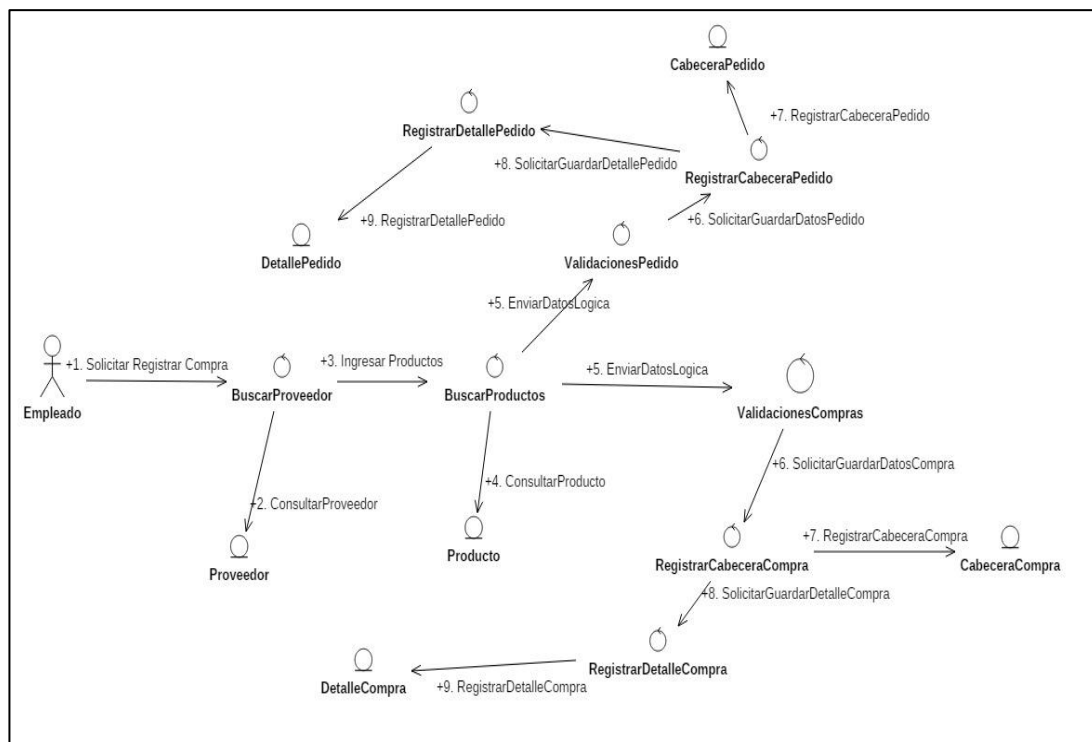 CabeceraPedido
+7. RegistrarCabeceraPedido
RegistrarDetallePedido
+8. SolicitarGuardarDetallePedido
RegistrarCabeceraPedido
+9. RegistrarDetallePedido
+6. SolicitarGuardarDatosPedido
DetallePedido
ValidacionesPedido
+5. EnviarDatosLogica
+1. Solicitar Registrar Compra
+3. Ingresar Productos
+5. EnviarDatosLogica
Empleado
BuscarProveedor
BuscarProductos
ValidacionesCompras
+6. SolicitarGuardarDatosCompra
+2. ConsultarProveedor
+4. ConsultarProducto
+7. RegistrarCabeceraCompra
Proveedor
Producto
RegistrarCabeceraCompra
CabeceraCompra
+8. SolicitarGuardarDetalleCompra
RegistrarDetalleCompra
DetalleCompra
+9. RegistrarDetalleCompra